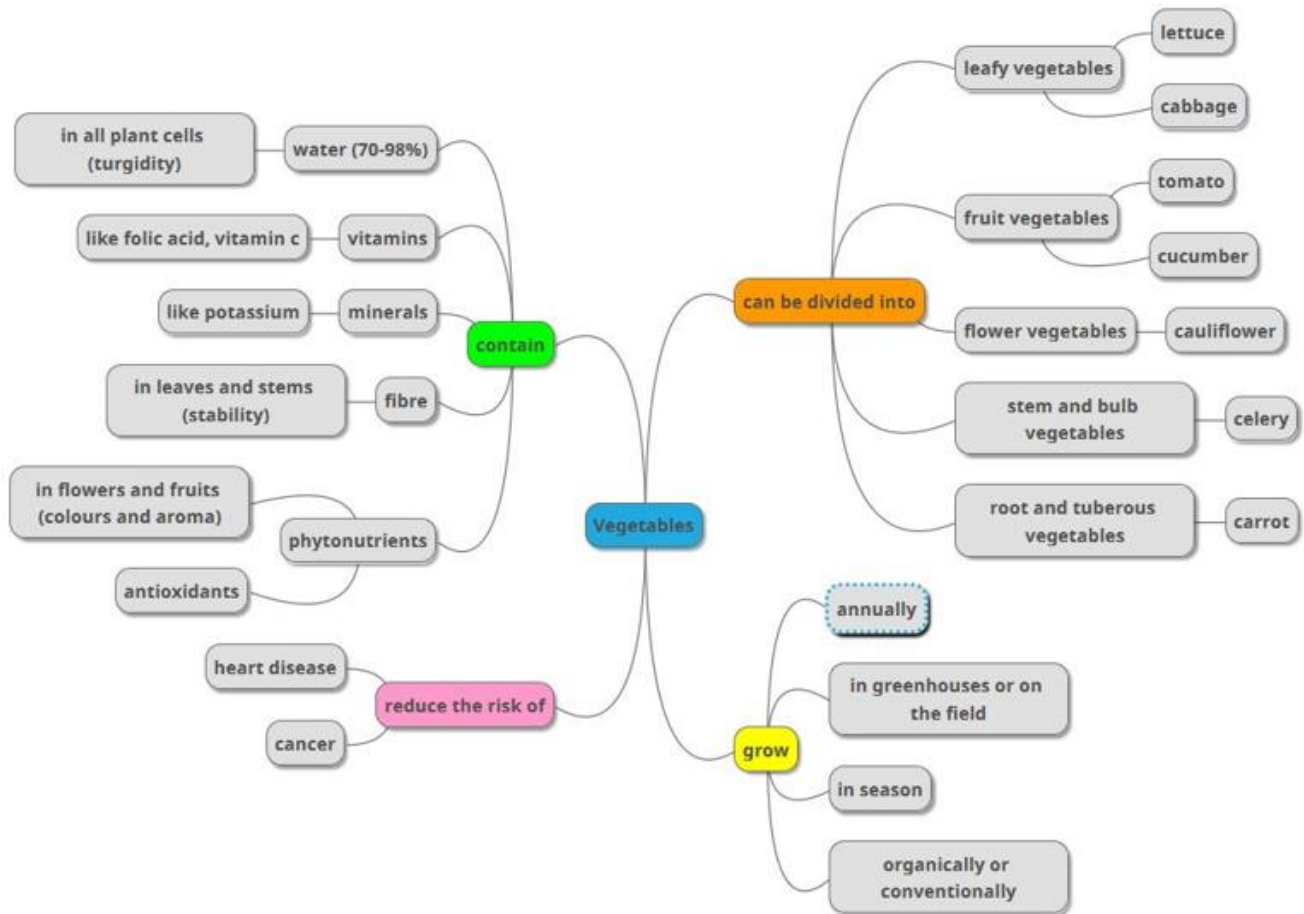 Vegetables
can be divided into
leafy vegetables
lettuce
cabbage
fruit vegetables
tomato
cucumber
flower vegetables
cauliflower
stem and bulb
vegetables
celery
root and tuberous
vegetables
carrot
grow
annually
in greenhouses or on
the field
in season
organically or
conventionally
contain
water (70-98%)
in all plant cells
(turgidity)
vitamins
like folic acid, vitamin c
minerals
like potassium
fibre
in leaves and stems
(stability)
phytonutrients
in flowers and fruits
(colours and aroma)
antioxidants
reduce the risk of
heart disease
cancer